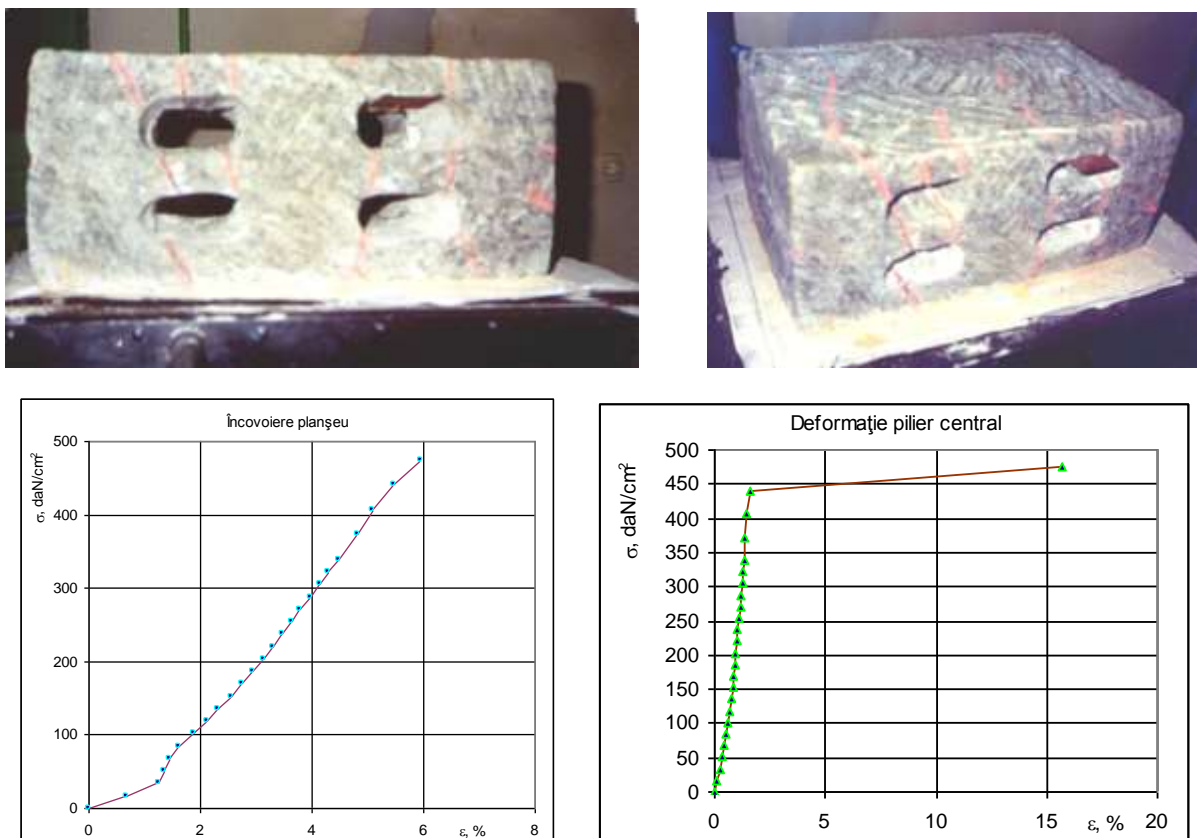 Încovoiere planşeu
σ, daN/cm²
500
400
300
200
100
0
0 2 4 6 8
ε, %
Deformaţie pilier central
σ, daN/cm²
500
450
400
350
300
250
200
150
100
50
0
0 5 10 15 20
ε, %